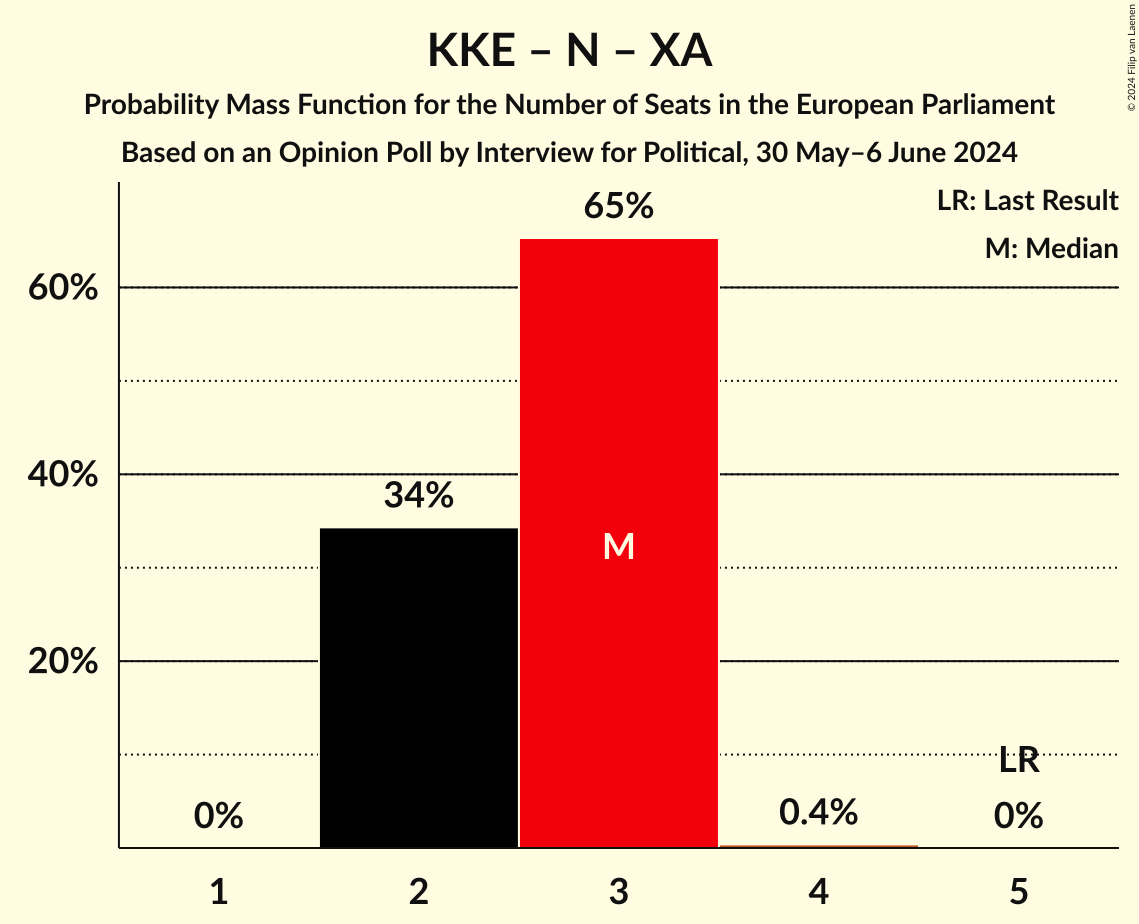 KKE – N – XA
Probability Mass Function for the Number of Seats in the European Parliament
Based on an Opinion Poll by Interview for Political, 30 May–6 June 2024
© 2024 Filip van Laenen
LR: Last Result
M: Median
65%
60%
40%
34%
M
20%
LR
0%
0.4%
0%
1
2
3
4
5